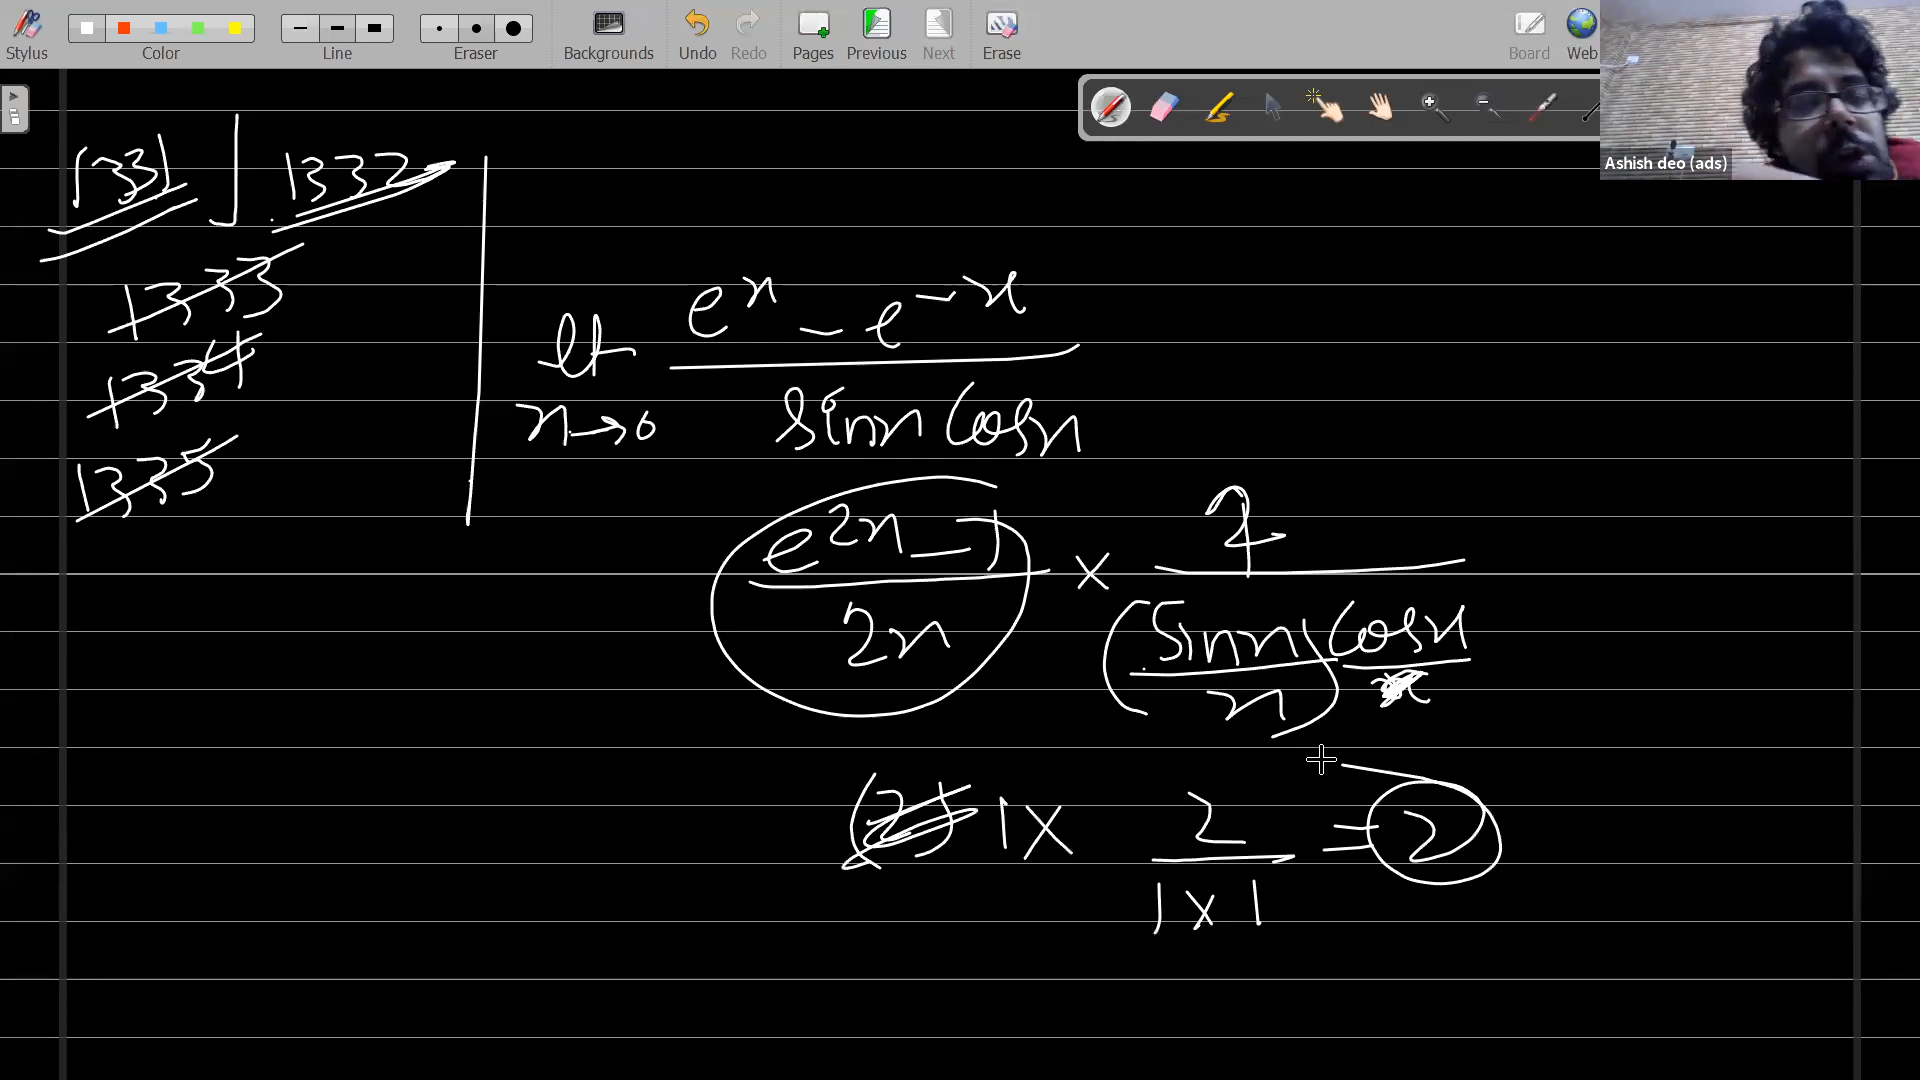 Stylus Color Line Eraser Backgrounds Undo Redo Pages Previous Next Erase Board Web
Ashish deo (ads)
1331 1332
1333
1334
1335
lt e^x - e^-x
x→0 sinx Cosx
e^2x - 1 × 2
2x (Sinx) Cosx
x
(2) 1 × 2 = 2
1 × 1